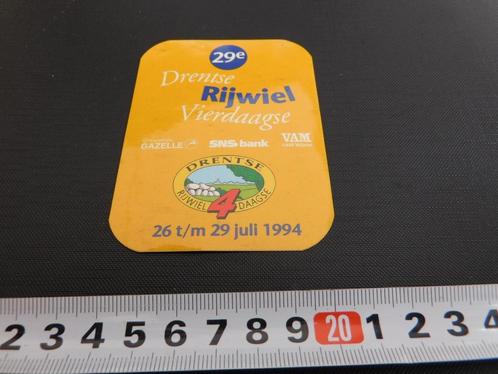 29e
Drentse
Rijwiel
Vierdaagse
GAZELLE SNS bank VAM
DRENTSE
4
RIJWIEL DAAGSE
26 t/m 29 juli 1994
2 3 4 5 6 7 8 9 20 1 2 3 4